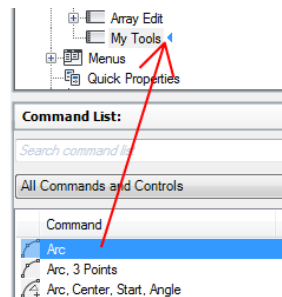 Array Edit
My Tools
Menus
Quick Properties
Command List:
Search command list
All Commands and Controls
Command
Arc
Arc, 3 Points
Arc, Center, Start, Angle